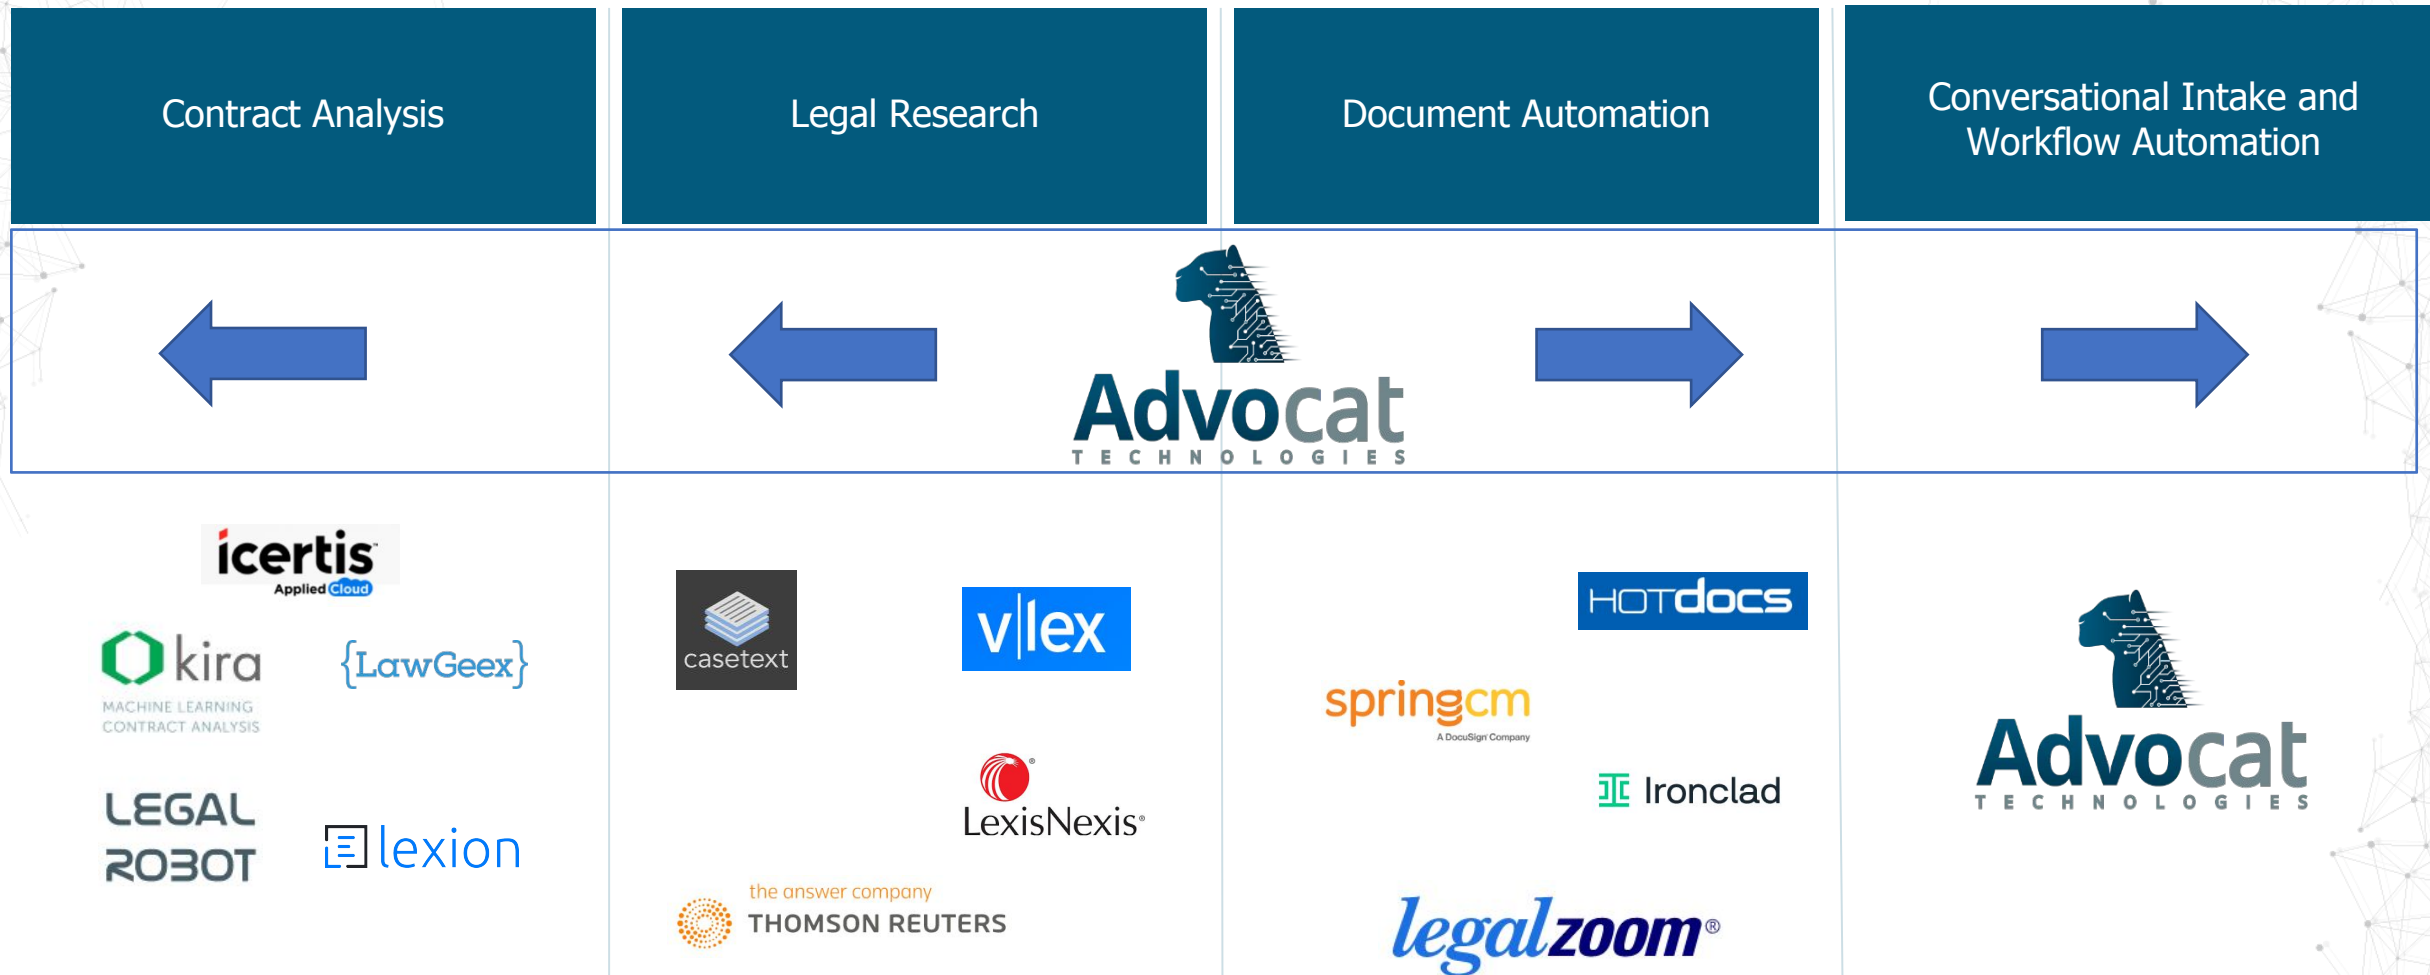 Contract Analysis
Legal Research
Document Automation
Conversational Intake and
Workflow Automation
Advocat
TECHNOLOGIES
icertis™
Applied Cloud
kira
MACHINE LEARNING
CONTRACT ANALYSIS
{LawGeex}
LEGAL
ROBOT
lexion
casetext
v|lex
LexisNexis®
the answer company
THOMSON REUTERS
HOTdocs
springcm
A DocuSign Company
Ironclad
legalzoom®
Advocat
TECHNOLOGIES